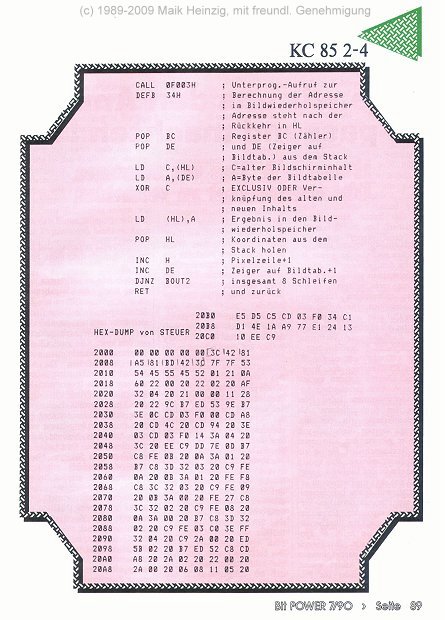 (c) 1989-2009 Maik Heinzig, mit freundl. Genehmigung
KC 85 2-4
CALL 0F003H ; Unterprog.-Aufruf zur
DEFB 34H ; Berechnung der Adresse
; im Bildwiederholspeicher
; Adresse steht nach der
; Rückkehr in HL
POP BC ; Register BC (Zähler)
POP DE ; und DE (Zeiger auf
; Bildtab.) aus dem Stack
LD C,(HL) ; C=alter Bildschirminhalt
LD A,(DE) ; A=Byte der Bildtabelle
XOR C ; EXCLUSIV ODER Ver-
; knüpfung des alten und
; neuen Inhalts
LD (HL),A ; Ergebnis in den Bild-
; wiederholspeicher
POP HL ; Koordinaten aus dem
; Stack holen
INC H ; Pixelzeile+1
INC DE ; Zeiger auf Bildtab.+1
DJNZ BOUT2 ; insgesamt 8 Schleifen
RET ; und zurück
20B0 E5 D5 C5 CD 03 F0 34 C1
20B8 D1 4E 1A A9 77 E1 24 13
20C0 10 EE C9
HEX-DUMP von STEUER
2000 00 00 00 00 00 3C 42 81
2008 A5 81 BD 42 3C 7F 7F 53
2010 54 45 55 45 52 01 21 0A
2018 60 22 00 20 22 02 20 AF
2020 32 04 20 21 00 00 11 28
2028 20 22 9C B7 ED 53 9E B7
2030 3E 0C CD 03 F0 00 CD A8
2038 20 CD 4C 20 CD 94 20 3E
2040 03 CD 03 F0 14 3A 04 20
2048 3C 20 EE C9 DD 7E 0D B7
2050 C8 FE 0B 20 0A 3A 01 20
2058 B7 C8 3D 32 03 20 C9 FE
2060 0A 20 0B 3A 01 20 FE F8
2068 C8 3C 32 03 20 C9 FE 09
2070 20 0B 3A 00 20 FE 27 C8
2078 3C 32 02 20 C9 FE 08 20
2080 0A 3A 00 20 B7 C8 3D 32
2088 02 20 C9 FE 03 C0 3E FF
2090 32 04 20 C9 2A 00 20 ED
2098 5B 02 20 B7 ED 52 C8 CD
20A0 A8 20 2A 02 20 22 00 20
20A8 2A 00 20 06 08 11 05 20
Bit POWER 7/90 > Seite 89